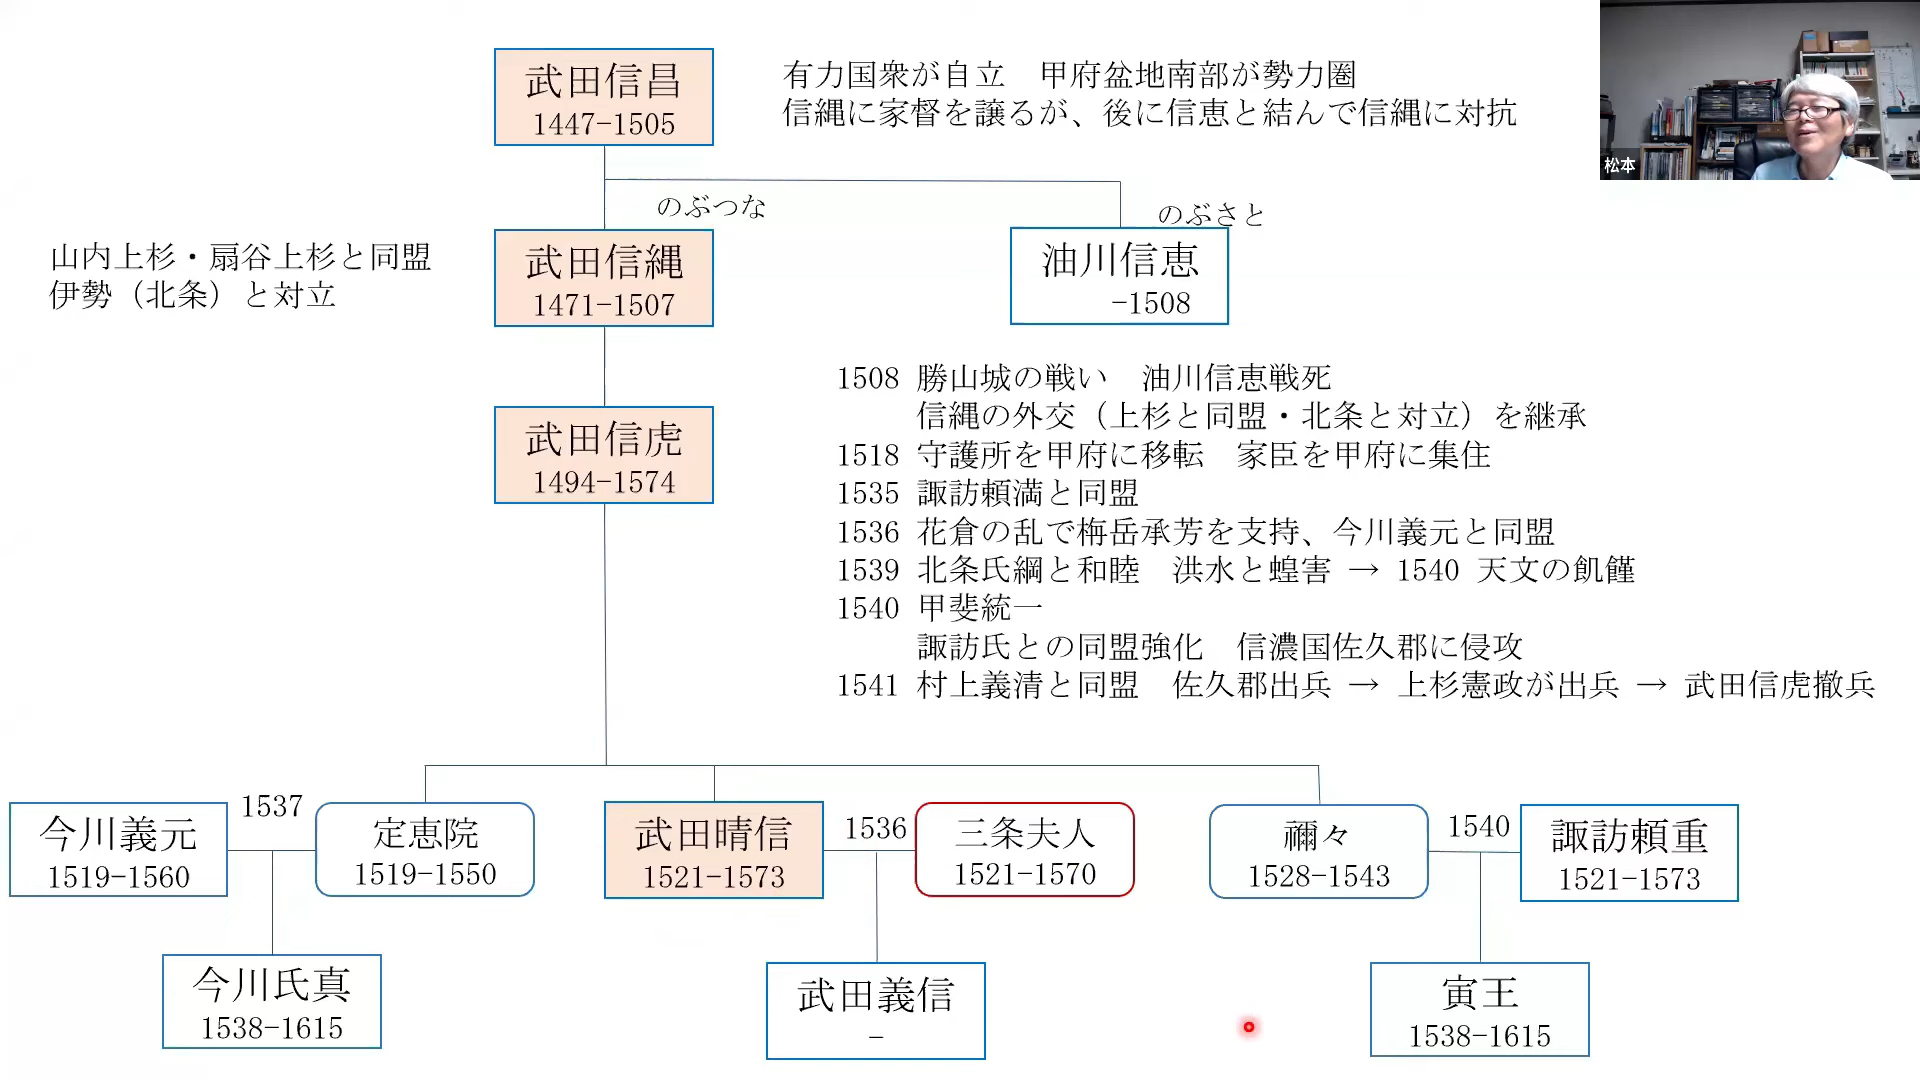 武田信昌
1447-1505
有力国衆が自立　甲府盆地南部が勢力圏
信縄に家督を譲るが、後に信恵と結んで信縄に対抗
松本
のぶつな
のぶさと
山内上杉・扇谷上杉と同盟
伊勢（北条）と対立
武田信縄
1471-1507
油川信恵
-1508
武田信虎
1494-1574
1508 勝山城の戦い　油川信恵戦死
信縄の外交（上杉と同盟・北条と対立）を継承
1518 守護所を甲府に移転　家臣を甲府に集住
1535 諏訪頼満と同盟
1536 花倉の乱で栴岳承芳を支持、今川義元と同盟
1539 北条氏綱と和睦　洪水と蝗害 → 1540 天文の飢饉
1540 甲斐統一
諏訪氏との同盟強化　信濃国佐久郡に侵攻
1541 村上義清と同盟　佐久郡出兵 → 上杉憲政が出兵 → 武田信虎撤兵
今川義元
1519-1560
1537
定恵院
1519-1550
武田晴信
1521-1573
1536
三条夫人
1521-1570
禰々
1528-1543
1540
諏訪頼重
1521-1573
今川氏真
1538-1615
武田義信
-
寅王
1538-1615